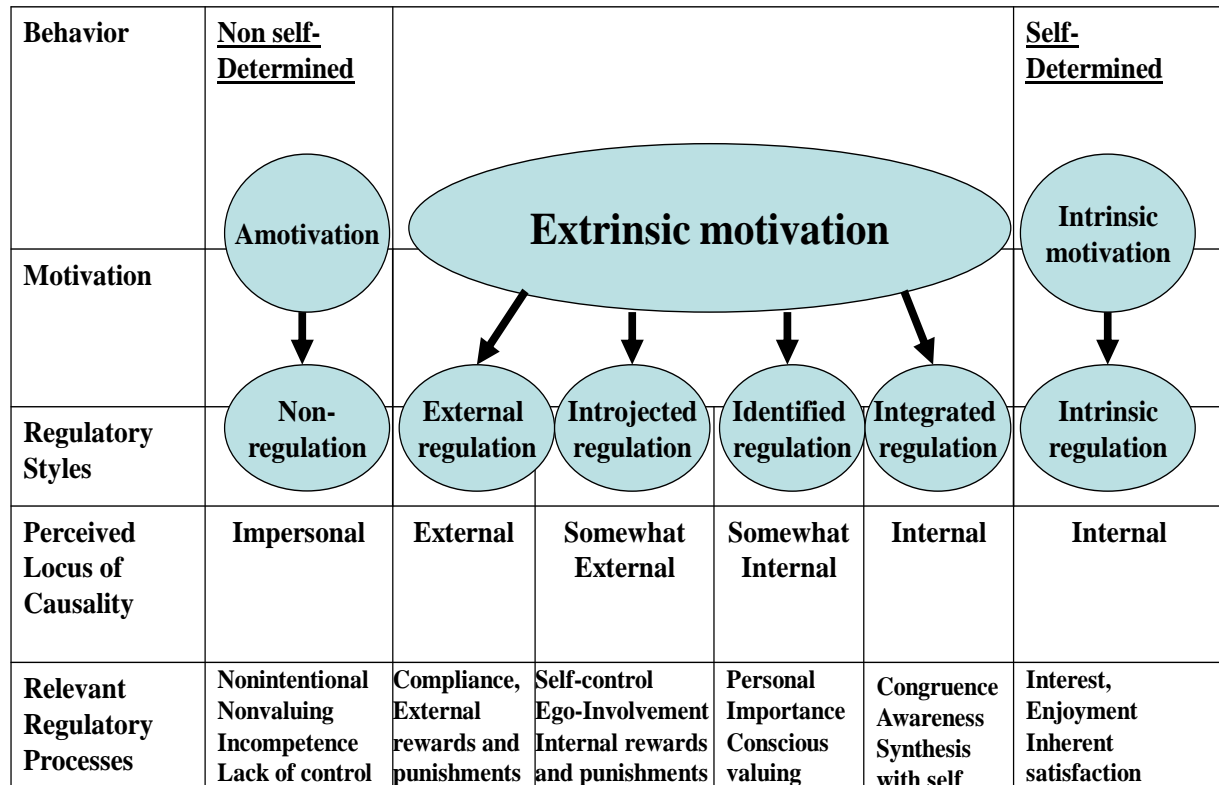 Behavior
Non self-
Determined
Self-
Determined
Amotivation
Extrinsic motivation
Intrinsic
motivation
Motivation
Regulatory
Styles
Non-
regulation
External
regulation
Introjected
regulation
Identified
regulation
Integrated
regulation
Intrinsic
regulation
Perceived
Locus of
Causality
Impersonal
External
Somewhat
External
Somewhat
Internal
Internal
Internal
Relevant
Regulatory
Processes
Nonintentional
Nonvaluing
Incompetence
Lack of control
Compliance,
External
rewards and
punishments
Self-control
Ego-Involvement
Internal rewards
and punishments
Personal
Importance
Conscious
valuing
Congruence
Awareness
Synthesis
with self
Interest,
Enjoyment
Inherent
satisfaction